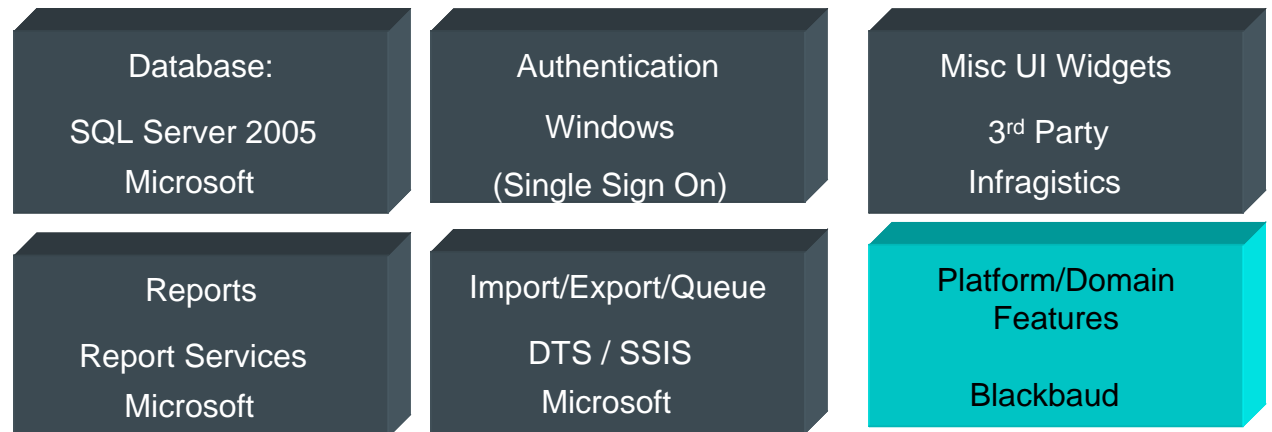 Database:
SQL Server 2005
Microsoft
Authentication
Windows
(Single Sign On)
Misc UI Widgets
3rd Party
Infragistics
Reports
Report Services
Microsoft
Import/Export/Queue
DTS / SSIS
Microsoft
Platform/Domain
Features
Blackbaud